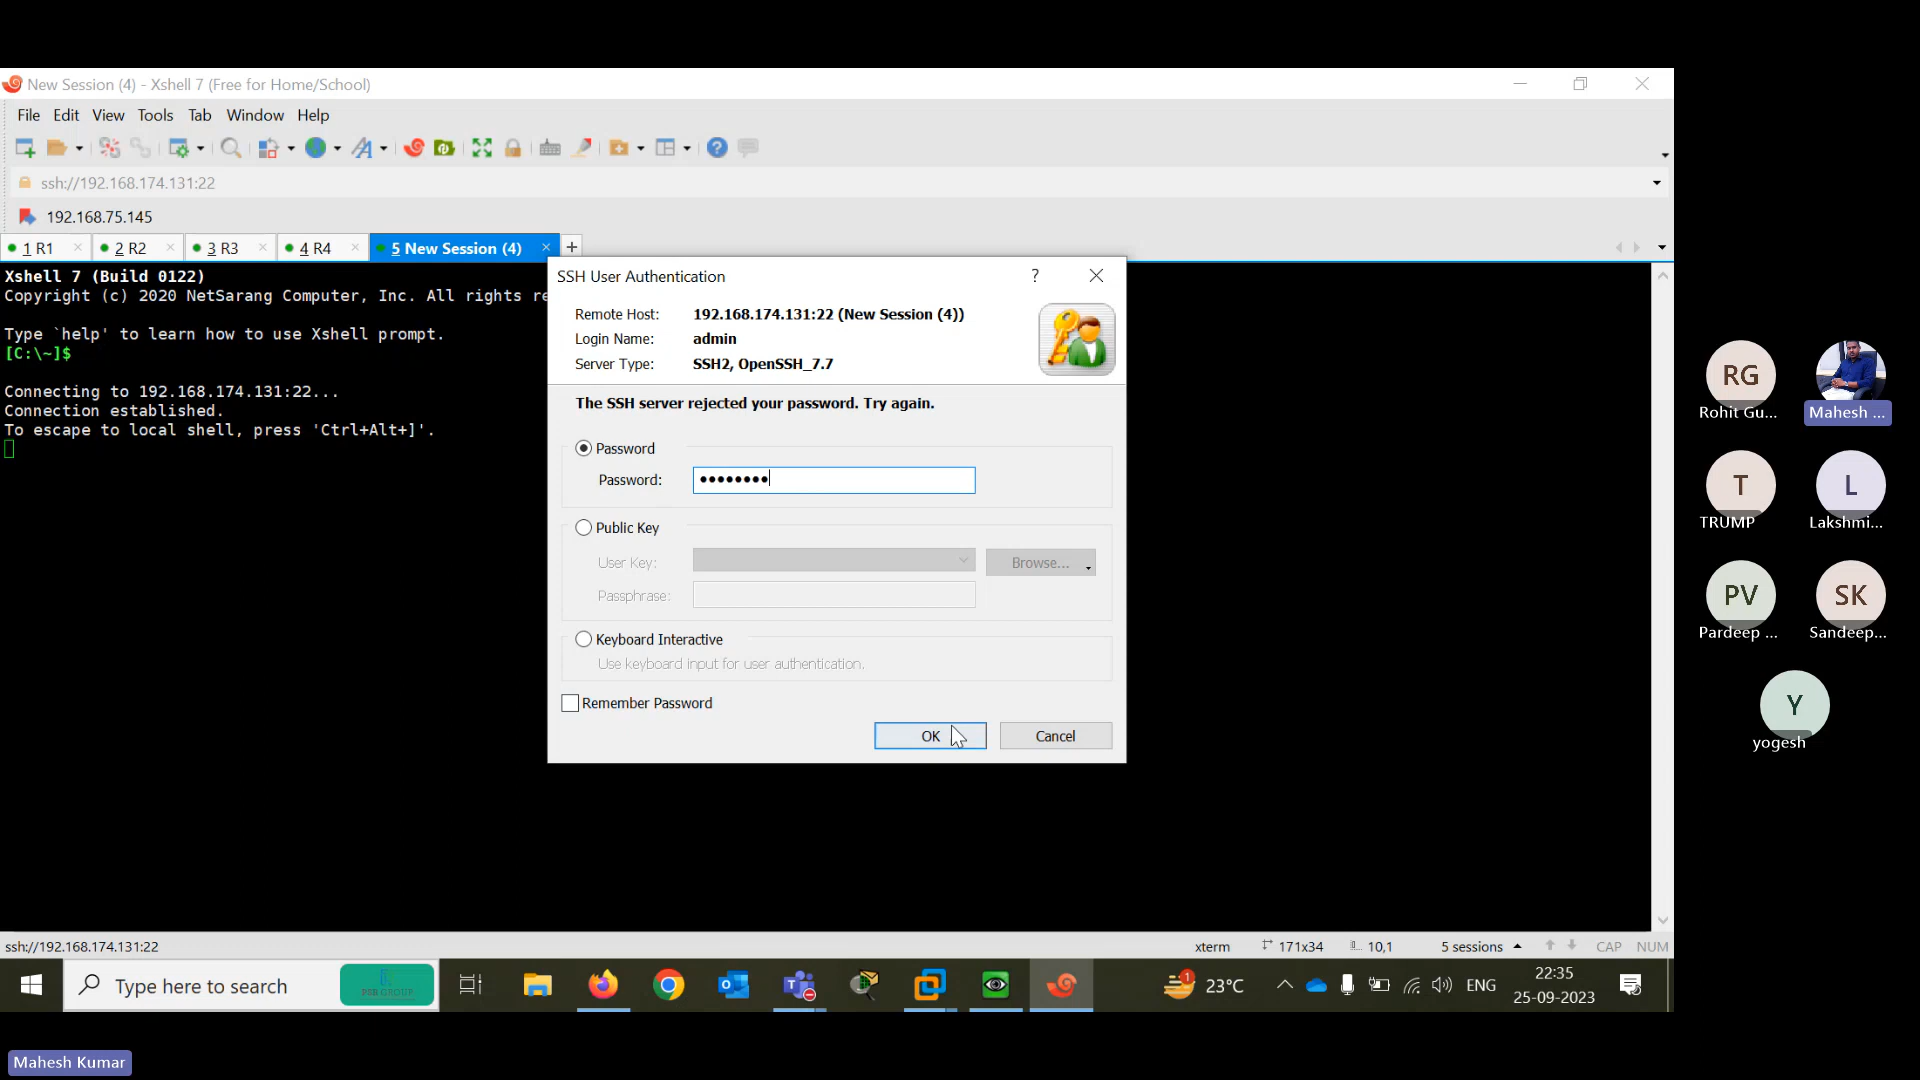 New Session (4) - Xshell 7 (Free for Home/School)
File Edit View Tools Tab Window Help
ssh://192.168.174.131:22
192.168.75.145
1 R1 2 R2 3 R3 4 R4 5 New Session (4)
Xshell 7 (Build 0122)
Copyright (c) 2020 NetSarang Computer, Inc. All rights re
Type `help' to learn how to use Xshell prompt.
[C:\~]$
Connecting to 192.168.174.131:22...
Connection established.
To escape to local shell, press 'Ctrl+Alt+]'.
SSH User Authentication
?
Remote Host: 192.168.174.131:22 (New Session (4))
Login Name: admin
Server Type: SSH2, OpenSSH_7.7
The SSH server rejected your password. Try again.
Password
Password: ••••••••
Public Key
User Key: Browse...
Passphrase:
Keyboard Interactive
Use keyboard input for user authentication.
Remember Password
OK Cancel
RG
Rohit Gu... Mahesh ...
T L
TRUMP Lakshmi...
PV SK
Pardeep ... Sandeep...
Y
yogesh
ssh://192.168.174.131:22 xterm 171x34 10,1 5 sessions CAP NUM
Type here to search PSB GROUP 1 23°C ENG 22:35
25-09-2023
Mahesh Kumar